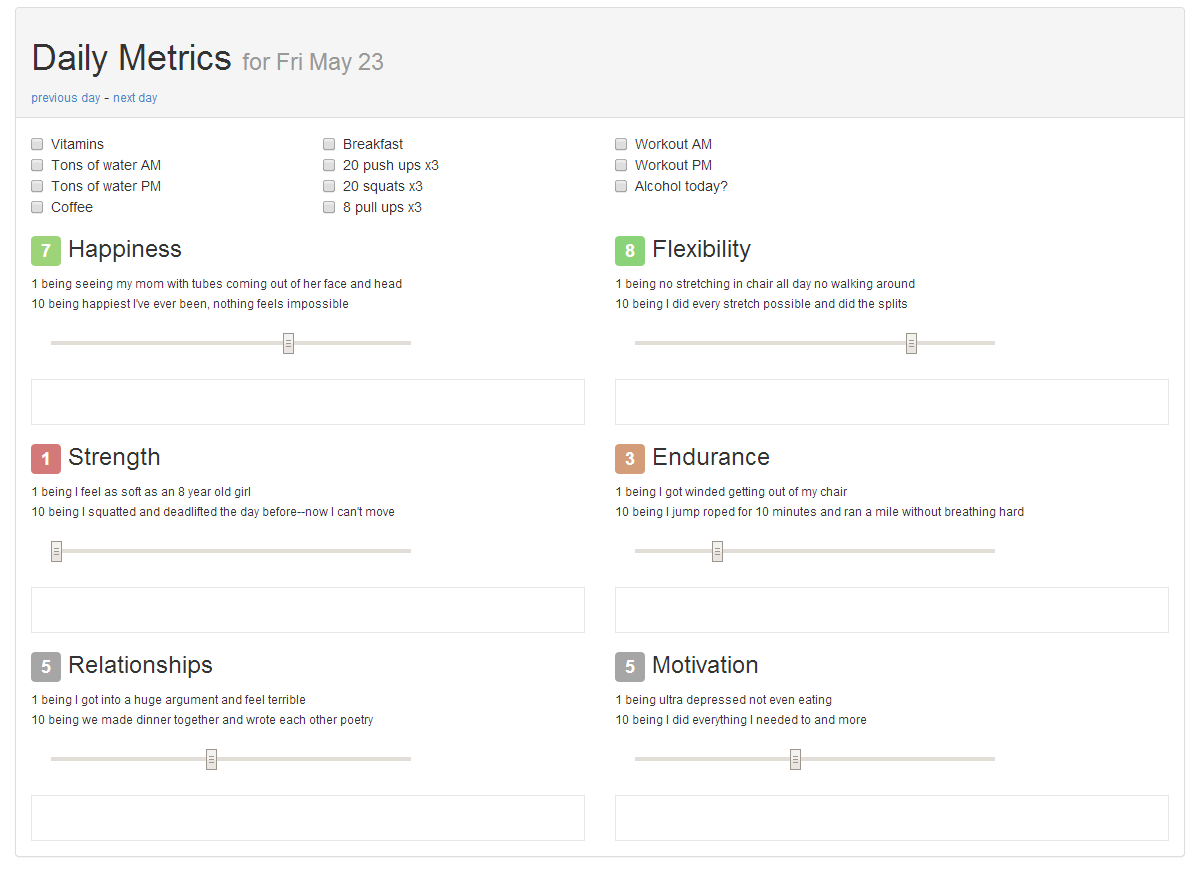 Daily Metrics for Fri May 23
previous day - next day
Vitamins
Tons of water AM
Tons of water PM
Coffee
Breakfast
20 push ups x3
20 squats x3
8 pull ups x3
Workout AM
Workout PM
Alcohol today?
7 Happiness
1 being seeing my mom with tubes coming out of her face and head
10 being happiest I've ever been, nothing feels impossible
8 Flexibility
1 being no stretching in chair all day no walking around
10 being I did every stretch possible and did the splits
1 Strength
1 being I feel as soft as an 8 year old girl
10 being I squatted and deadlifted the day before--now I can't move
3 Endurance
1 being I got winded getting out of my chair
10 being I jump roped for 10 minutes and ran a mile without breathing hard
5 Relationships
1 being I got into a huge argument and feel terrible
10 being we made dinner together and wrote each other poetry
5 Motivation
1 being ultra depressed not even eating
10 being I did everything I needed to and more